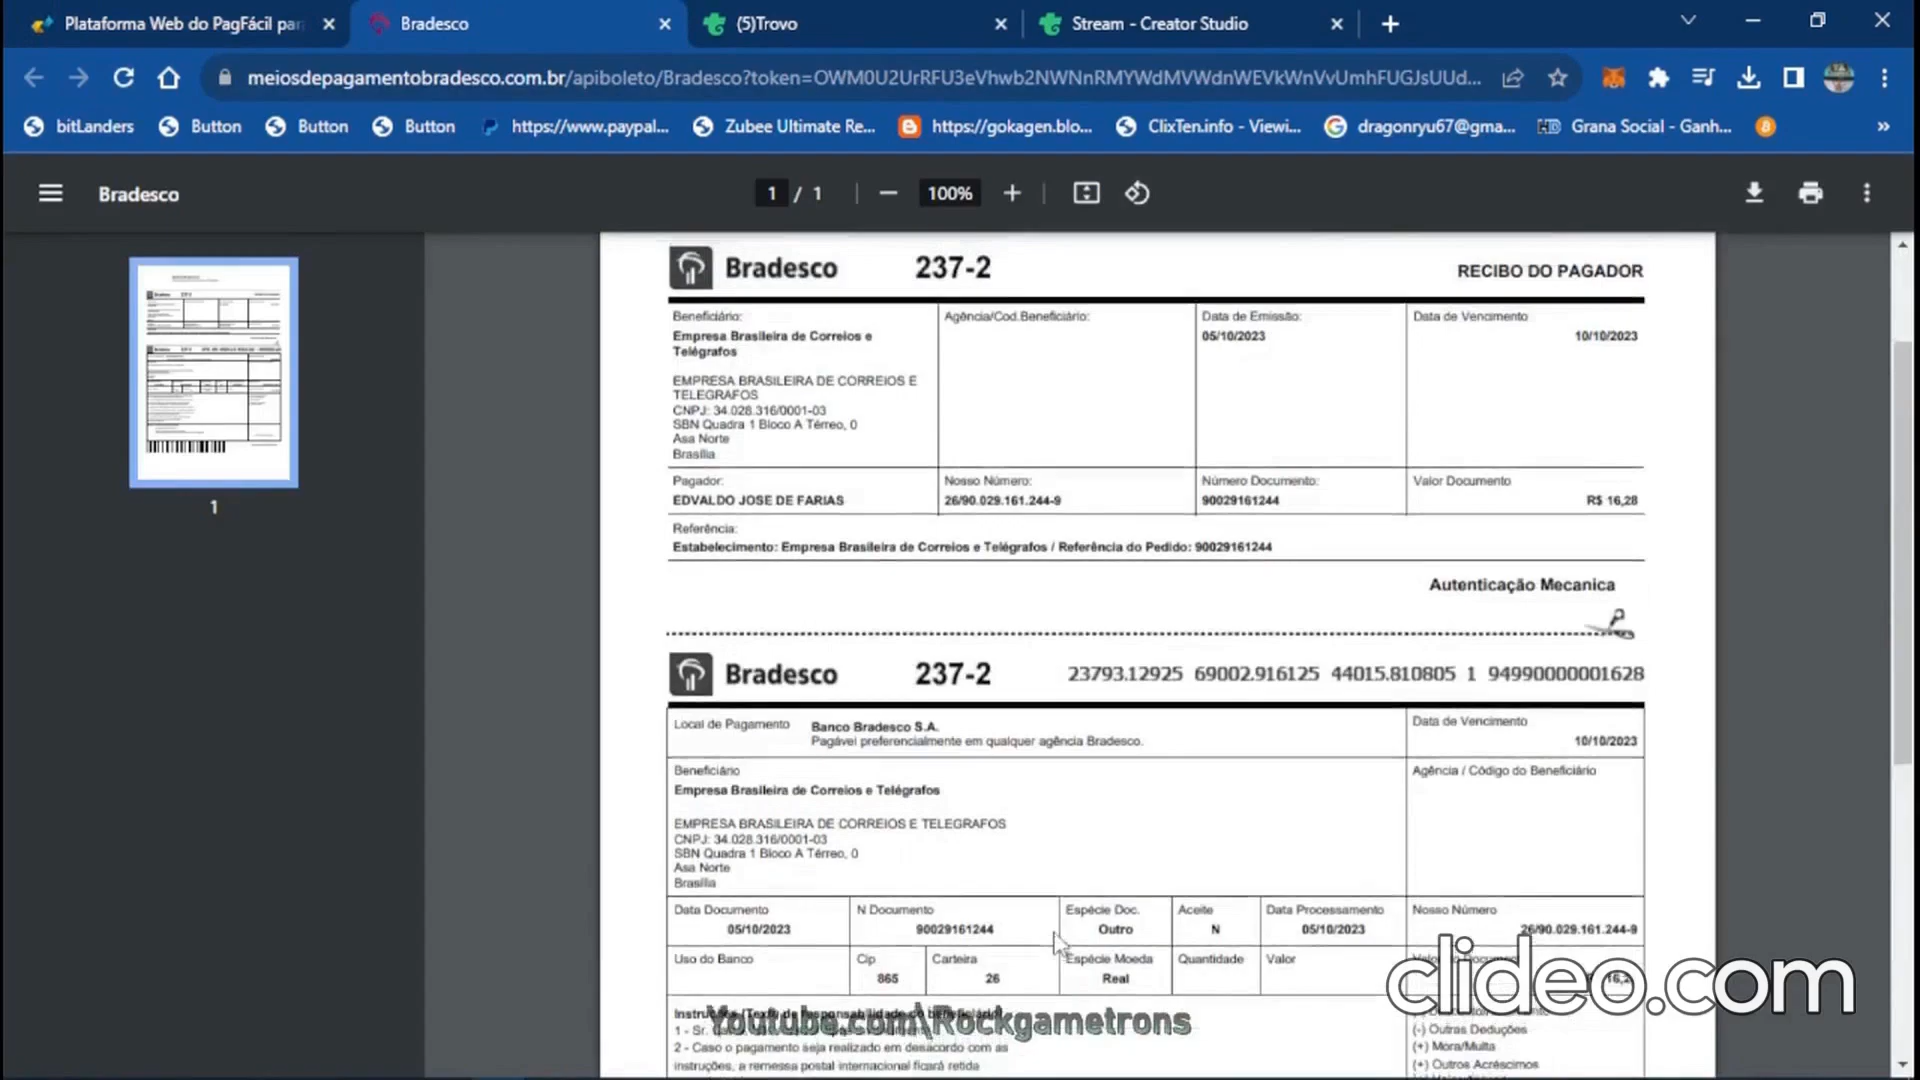 Plataforma Web do PagFácil par
Bradesco
(5)Trovo
Stream - Creator Studio
meiosdepagamentobradesco.com.br/apiboleto/Bradesco?token=OWM0U2UrRFU3eVhwb2NWNnRMYWdMVWdnWEVkWnVvUmhFUGJsUUd...
bitLanders
Button
Button
Button
https://www.paypal...
Zubee Ultimate Re...
https://gokagen.blo...
ClixTen.info - Viewi...
dragonryu67@gma...
Grana Social - Ganh...
Bradesco
1 / 1
100%
1
Bradesco 237-2 RECIBO DO PAGADOR
Beneficiário: Agência/Cod.Beneficiário: Data de Emissão: Data de Vencimento
Empresa Brasileira de Correios e 05/10/2023 10/10/2023
Telégrafos
EMPRESA BRASILEIRA DE CORREIOS E
TELEGRAFOS
CNPJ: 34.028.316/0001-03
SBN Quadra 1 Bloco A Térreo, 0
Asa Norte
Brasília
Pagador: Nosso Número: Número Documento: Valor Documento
EDVALDO JOSE DE FARIAS 26/90.029.161.244-9 90029161244 R$ 16,28
Referência:
Estabelecimento: Empresa Brasileira de Correios e Telégrafos / Referência do Pedido: 90029161244
Autenticação Mecanica
Bradesco 237-2 23793.12925 69002.916125 44015.810805 1 94990000001628
Local de Pagamento Banco Bradesco S.A. Data de Vencimento
Pagável preferencialmente em qualquer agência Bradesco. 10/10/2023
Beneficiário Agência / Código do Beneficiário
Empresa Brasileira de Correios e Telégrafos
EMPRESA BRASILEIRA DE CORREIOS E TELEGRAFOS
CNPJ: 34.028.316/0001-03
SBN Quadra 1 Bloco A Térreo, 0
Asa Norte
Brasília
Data Documento N Documento Espécie Doc. Aceite Data Processamento Nosso Número
05/10/2023 90029161244 Outro N 05/10/2023 26/90.029.161.244-9
Uso do Banco Cip Carteira Espécie Moeda Quantidade Valor
865 26 Real
clideo.com
Youtube.com\Rockgametrons
1 - Sr.
(-) Outras Deduções
2 - Caso o pagamento seja realizado em desacordo com as
(+) Mora/Multa
instruções, a remessa postal internacional ficará retida
(+) Outros Acréscimos